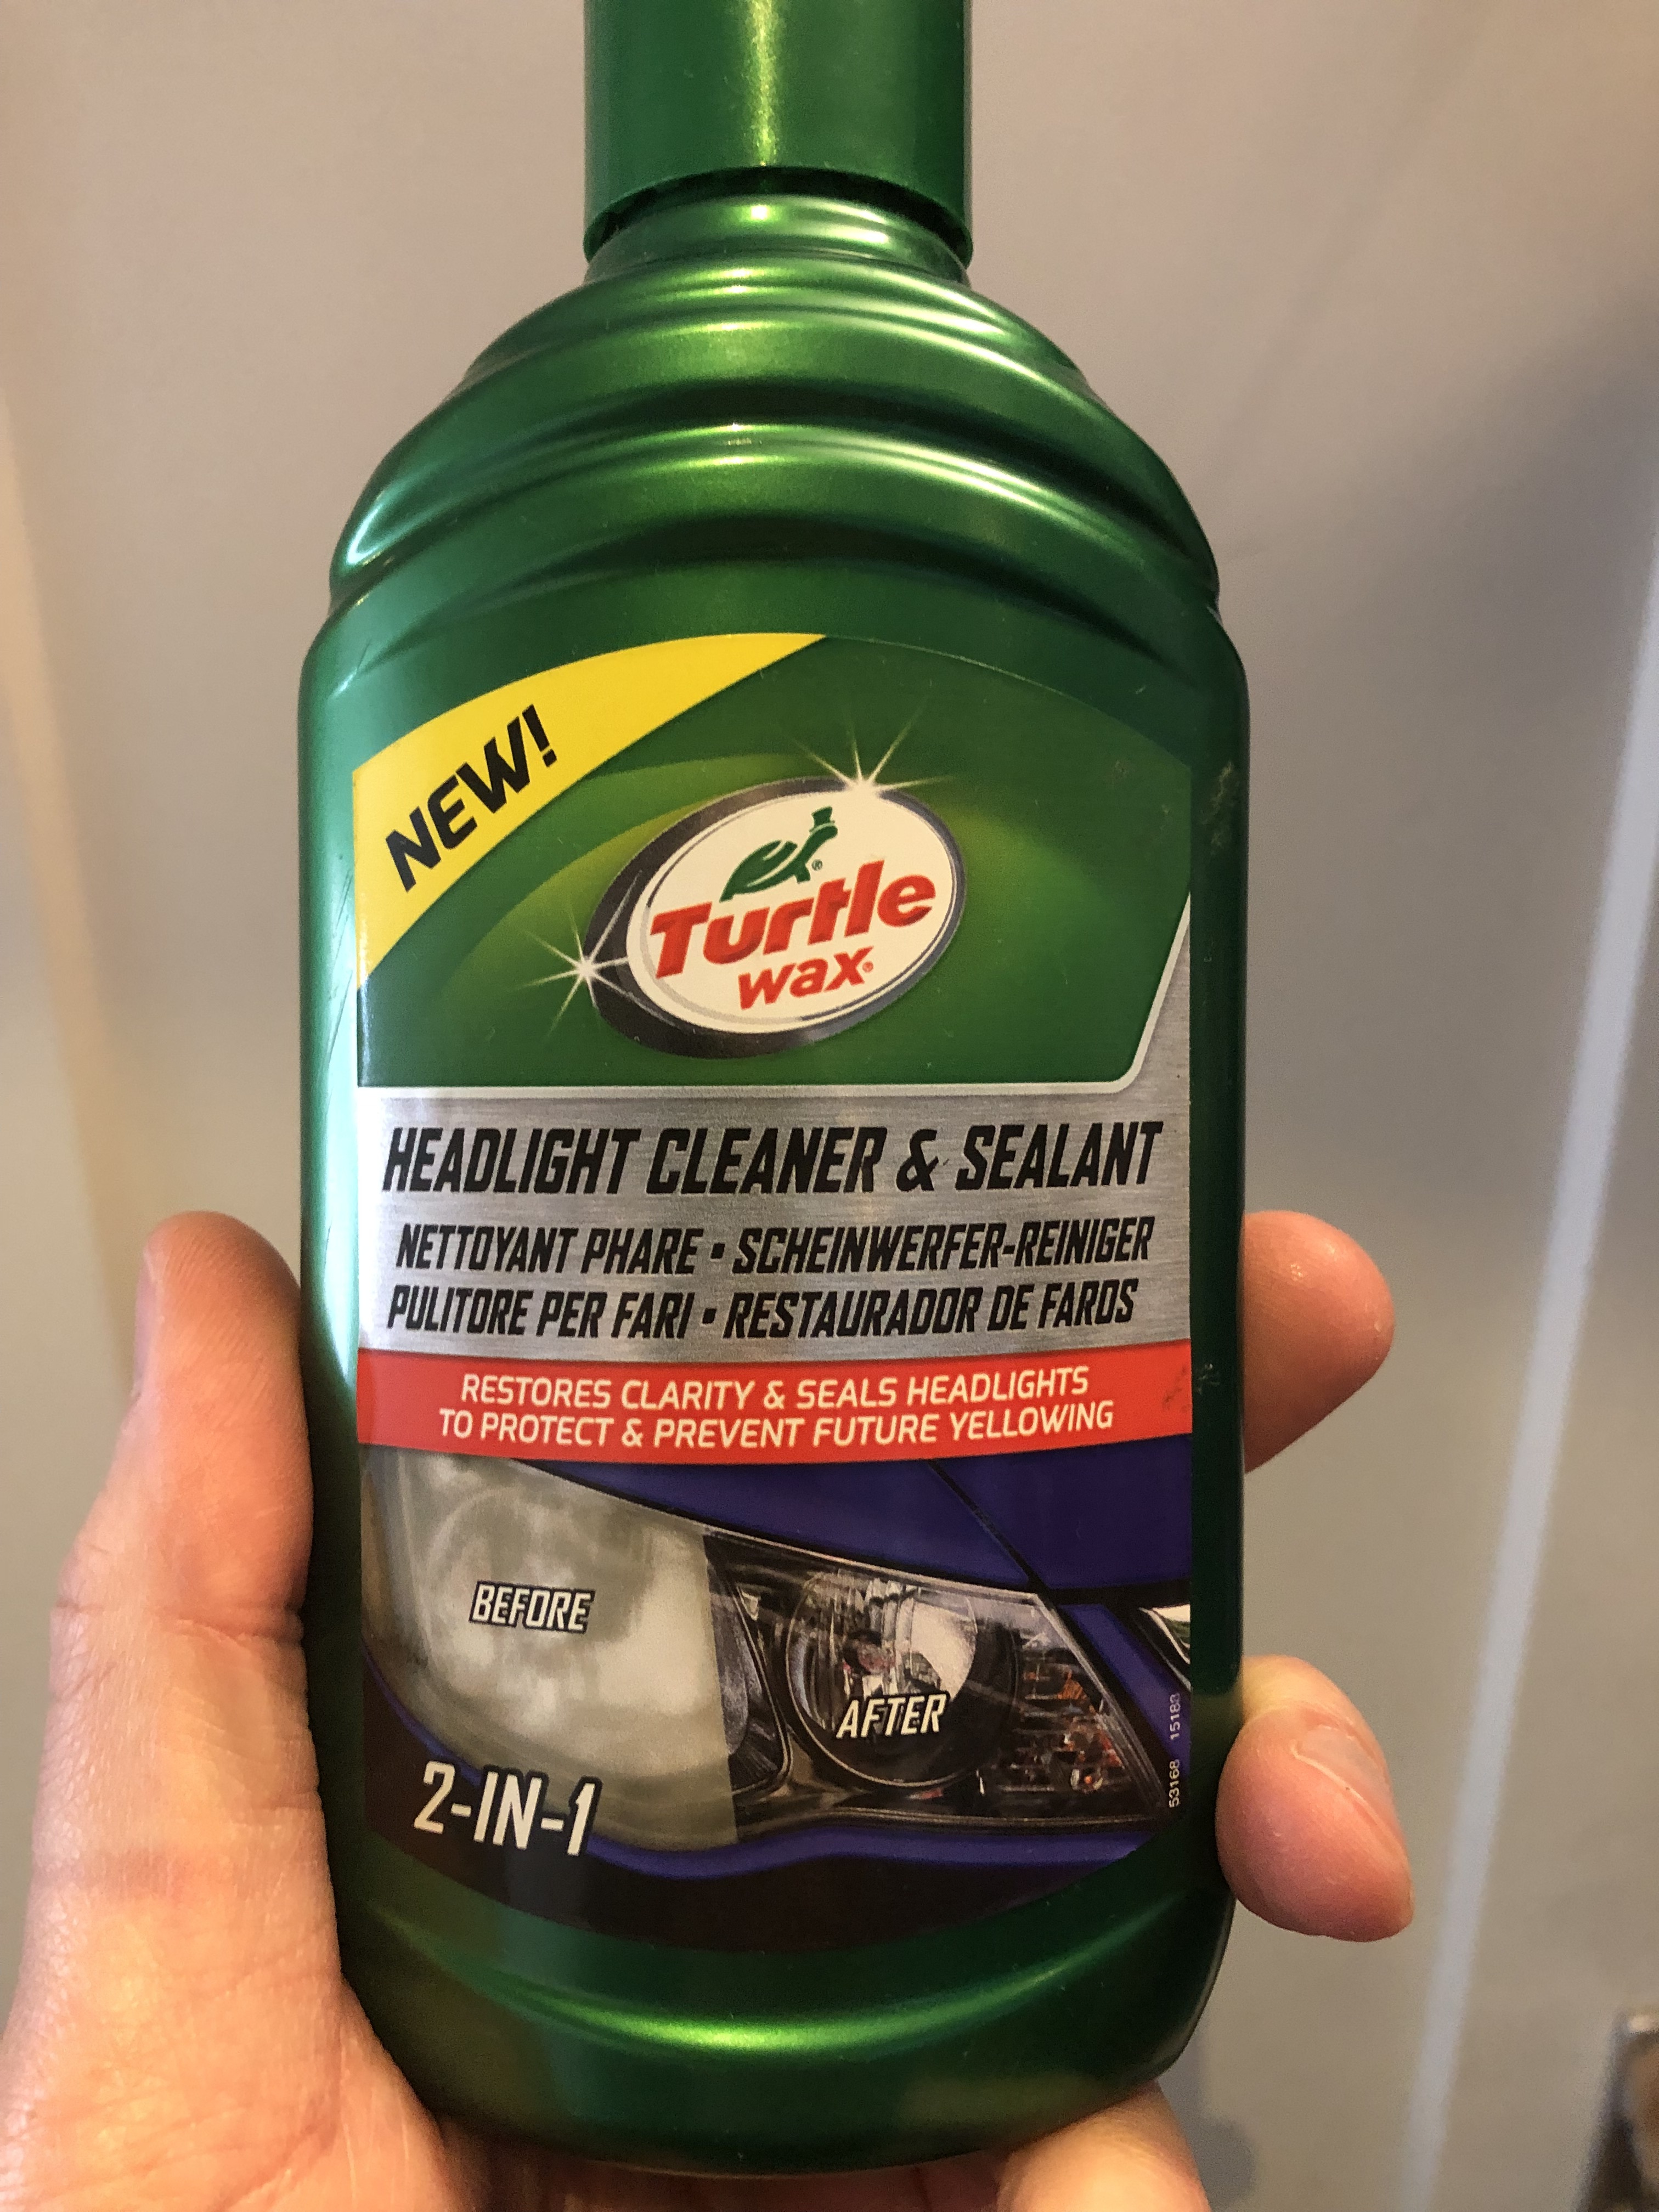 NEW!
Turtle
wax®
HEADLIGHT CLEANER & SEALANT
NETTOYANT PHARE • SCHEINWERFER-REINIGER
PULITORE PER FARI • RESTAURADOR DE FAROS
RESTORES CLARITY & SEALS HEADLIGHTS
TO PROTECT & PREVENT FUTURE YELLOWING
BEFORE
AFTER
2-IN-1
53168 15183